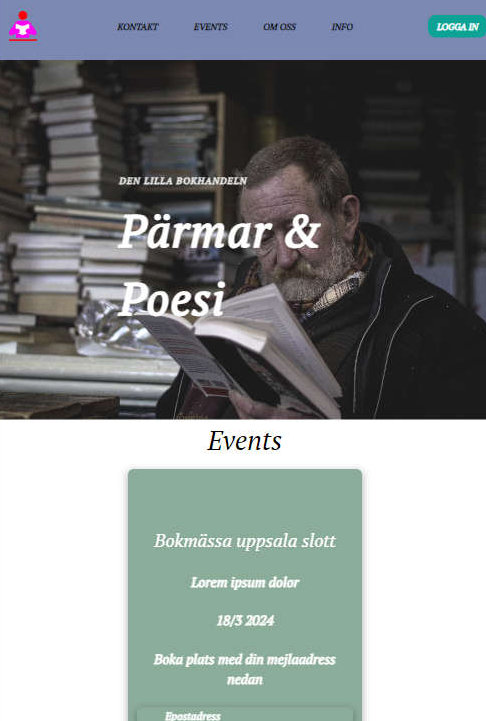 KONTAKT EVENTS OM OSS INFO LOGGA IN
DEN LILLA BOKHANDELN
Pärmar &
Poesi
Events
Bokmässa uppsala slott
Lorem ipsum dolor
18/3 2024
Boka plats med din mejlaadress
nedan
Epostadress